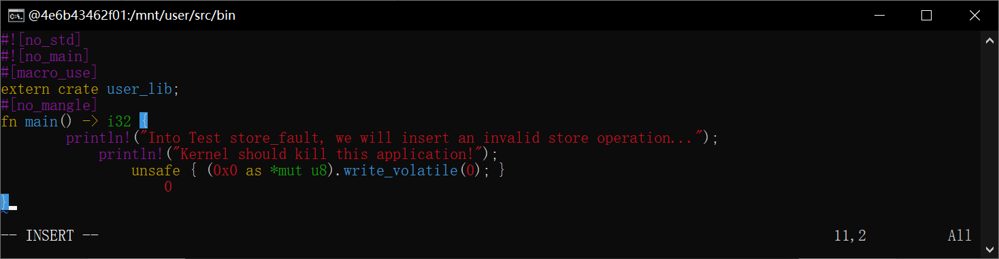 @4e6b43462f01:/mnt/user/src/bin
#![no_std]
#![no_main]
#[macro_use]
extern crate user_lib;
#[no_mangle]
fn main() -> i32 {
        println!("Into Test store_fault, we will insert an invalid store operation...");
            println!("Kernel should kill this application!");
                unsafe { (0x0 as *mut u8).write_volatile(0); }
                    0
}
~
-- INSERT -- 11,2 All